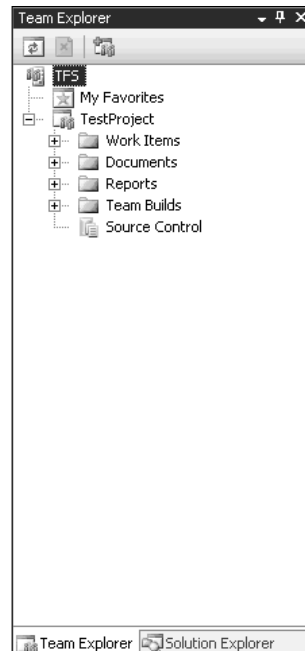 Team Explorer
TFS
My Favorites
TestProject
Work Items
Documents
Reports
Team Builds
Source Control
Team Explorer Solution Explorer